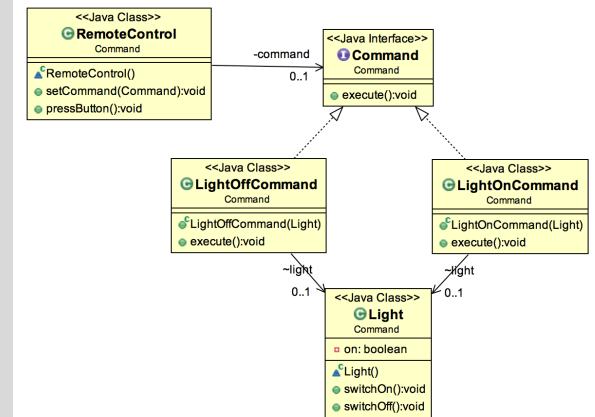 <<Java Class>>
RemoteControl
Command
RemoteControl()
setCommand(Command):void
pressButton():void
-command
0..1
<<Java Interface>>
Command
Command
execute():void
<<Java Class>>
LightOffCommand
Command
LightOffCommand(Light)
execute():void
<<Java Class>>
LightOnCommand
Command
LightOnCommand(Light)
execute():void
~light
0..1
~light
0..1
<<Java Class>>
Light
Command
on: boolean
Light()
switchOn():void
switchOff():void